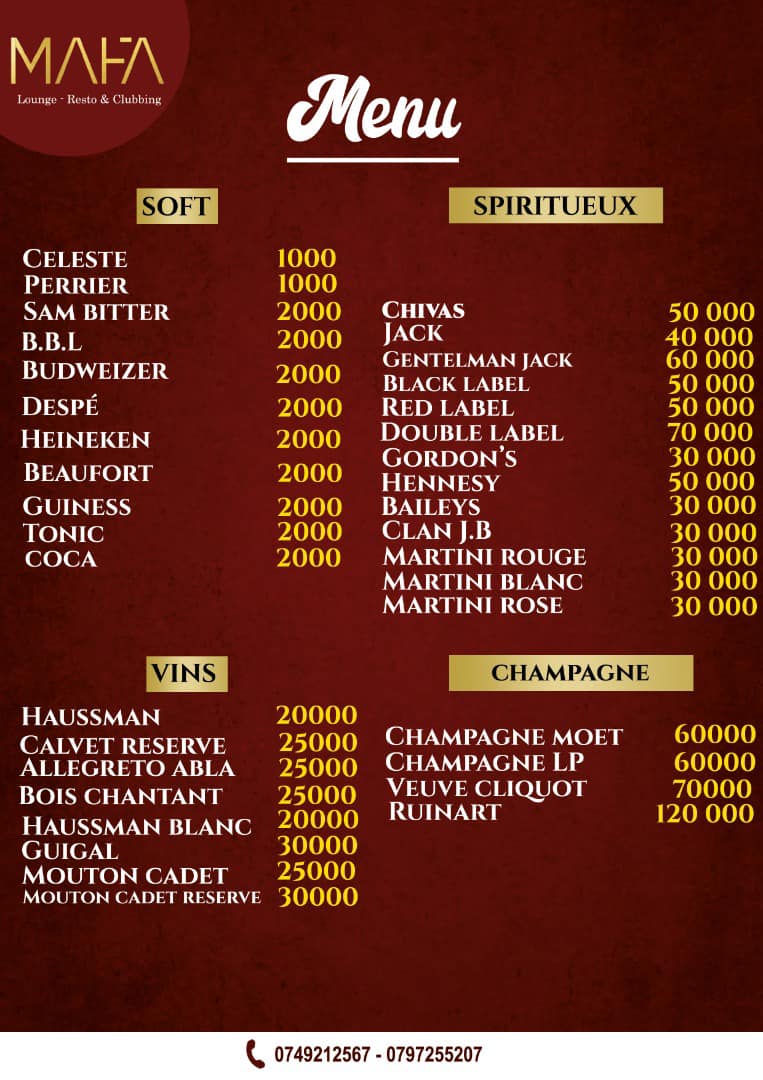 MAFA
Lounge - Resto & Clubbing
Menu
SOFT
CELESTE 1000
PERRIER 1000
SAM BITTER 2000
B.B.L 2000
BUDWEIZER 2000
DESPÉ 2000
HEINEKEN 2000
BEAUFORT 2000
GUINESS 2000
TONIC 2000
COCA 2000
SPIRITUEUX
CHIVAS 50 000
JACK 40 000
GENTELMAN JACK 60 000
BLACK LABEL 50 000
RED LABEL 50 000
DOUBLE LABEL 70 000
GORDON'S 30 000
HENNESY 50 000
BAILEYS 30 000
CLAN J.B 30 000
MARTINI ROUGE 30 000
MARTINI BLANC 30 000
MARTINI ROSE 30 000
VINS
HAUSSMAN 20000
CALVET RESERVE 25000
ALLEGRETO ABLA 25000
BOIS CHANTANT 25000
HAUSSMAN BLANC 20000
GUIGAL 30000
MOUTON CADET 25000
MOUTON CADET RESERVE 30000
CHAMPAGNE
CHAMPAGNE MOET 60000
CHAMPAGNE LP 60000
VEUVE CLIQUOT 70000
RUINART 120 000
0749212567 - 0797255207